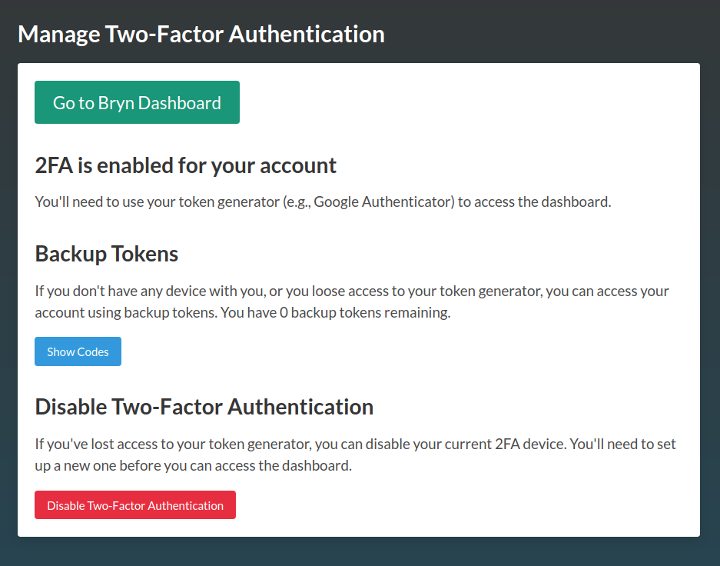 Manage Two-Factor Authentication
Go to Bryn Dashboard
2FA is enabled for your account
You'll need to use your token generator (e.g., Google Authenticator) to access the dashboard.
Backup Tokens
If you don't have any device with you, or you loose access to your token generator, you can access your
account using backup tokens. You have 0 backup tokens remaining.
Show Codes
Disable Two-Factor Authentication
If you've lost access to your token generator, you can disable your current 2FA device. You'll need to set
up a new one before you can access the dashboard.
Disable Two-Factor Authentication